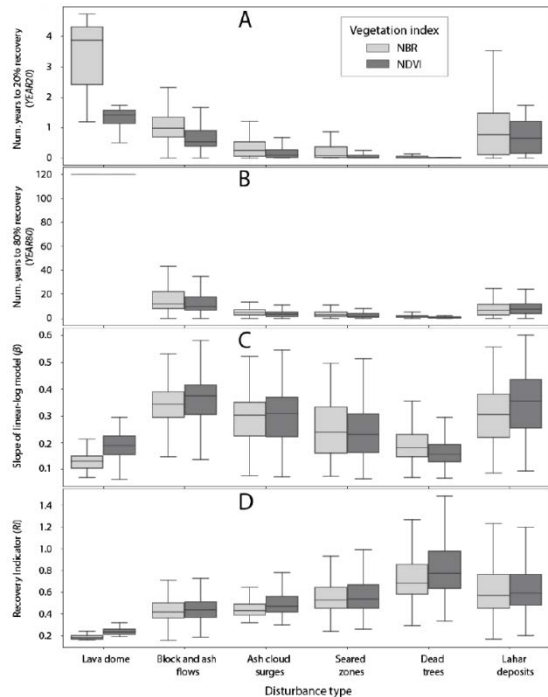 A
Vegetation index
NBR
NDVI
Num. years to 20% recovery
(YEAR20)
4
3
2
1
0
B
Num. years to 80% recovery
(YEAR80)
120
100
80
60
40
20
0
C
Slope of linear-log model (β)
0.6
0.5
0.4
0.3
0.2
0.1
D
Recovery Indicator (RI)
1.4
1.2
1.0
0.8
0.6
0.4
0.2
Lava dome
Block and ash
flows
Ash cloud
surges
Seared
zones
Dead
trees
Lahar
deposits
Disturbance type